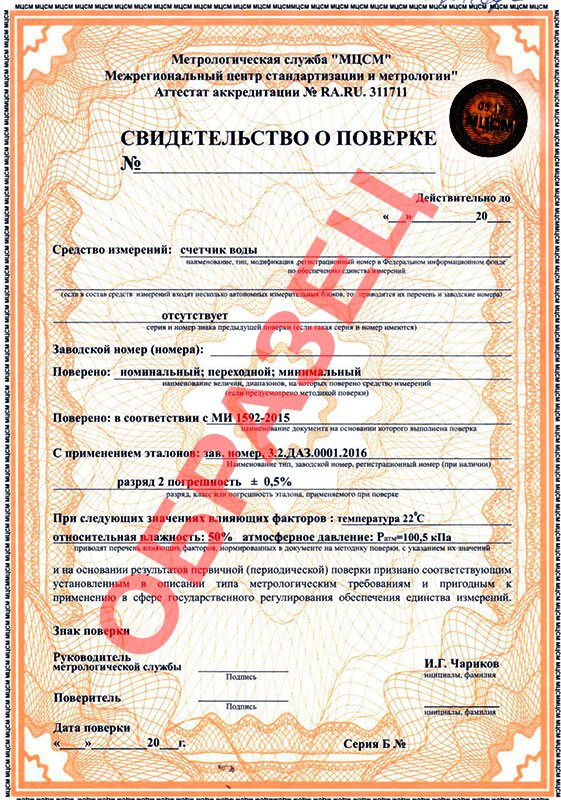 Метрологическая служба "МЦСМ"
Межрегиональный центр стандартизации и метрологии"
Аттестат аккредитации № RA.RU. 311711
МЦСМ
СВИДЕТЕЛЬСТВО О ПОВЕРКЕ
№
Действительно до
«___»__________20___
Средство измерений: счетчик воды
наименование, тип, модификация ,регистрационный номер в Федеральном информационном фонде
по обеспечению единства измерений
(если в состав средств измерений входят несколько автономных измерительных блоков, то приводится их перечень и заводские номера)
отсутствует
серия и номер знака предыдущей поверки (если такая серия и номер имеются)
Заводской номер (номера):
Поверено: номинальный; переходной; минимальный
наименование величин, диапазонов, на которых поверено средство измерений
(если предусмотрено методикой поверки)
Поверено: в соответствии с МИ 1592-2015
наименование документа на основании которого выполнена поверка
С применением эталонов: зав. номер. 3.2.ДАЗ.0001.2016
Наименование тип, заводской номер, регистрационный номер (при наличии)
разряд 2 погрешность ± 0,5%
разряд, класс или погрешность эталона, применяемого при поверке
При следующих значениях влияющих факторов : температура 22°С
относительная влажность: 50% атмосферное давление: Ратм=100,5 кПа
приводят перечень влияющих факторов, нормированных в документе на методику поверки, с указанием их значений
и на основании результатов первичной (периодической) поверки признано соответствующим
установленным в описании типа метрологическим требованиям и пригодным к
применению в сфере государственного регулирования обеспечения единства измерений.
Знак поверки
Руководитель
метрологической службы
И.Г. Чариков
Подпись
инициалы, фамилия
Поверитель
Подпись
инициалы, фамилия
Дата поверки
«____»__________20___г.
Серия Б №
ОБРАЗЕЦ